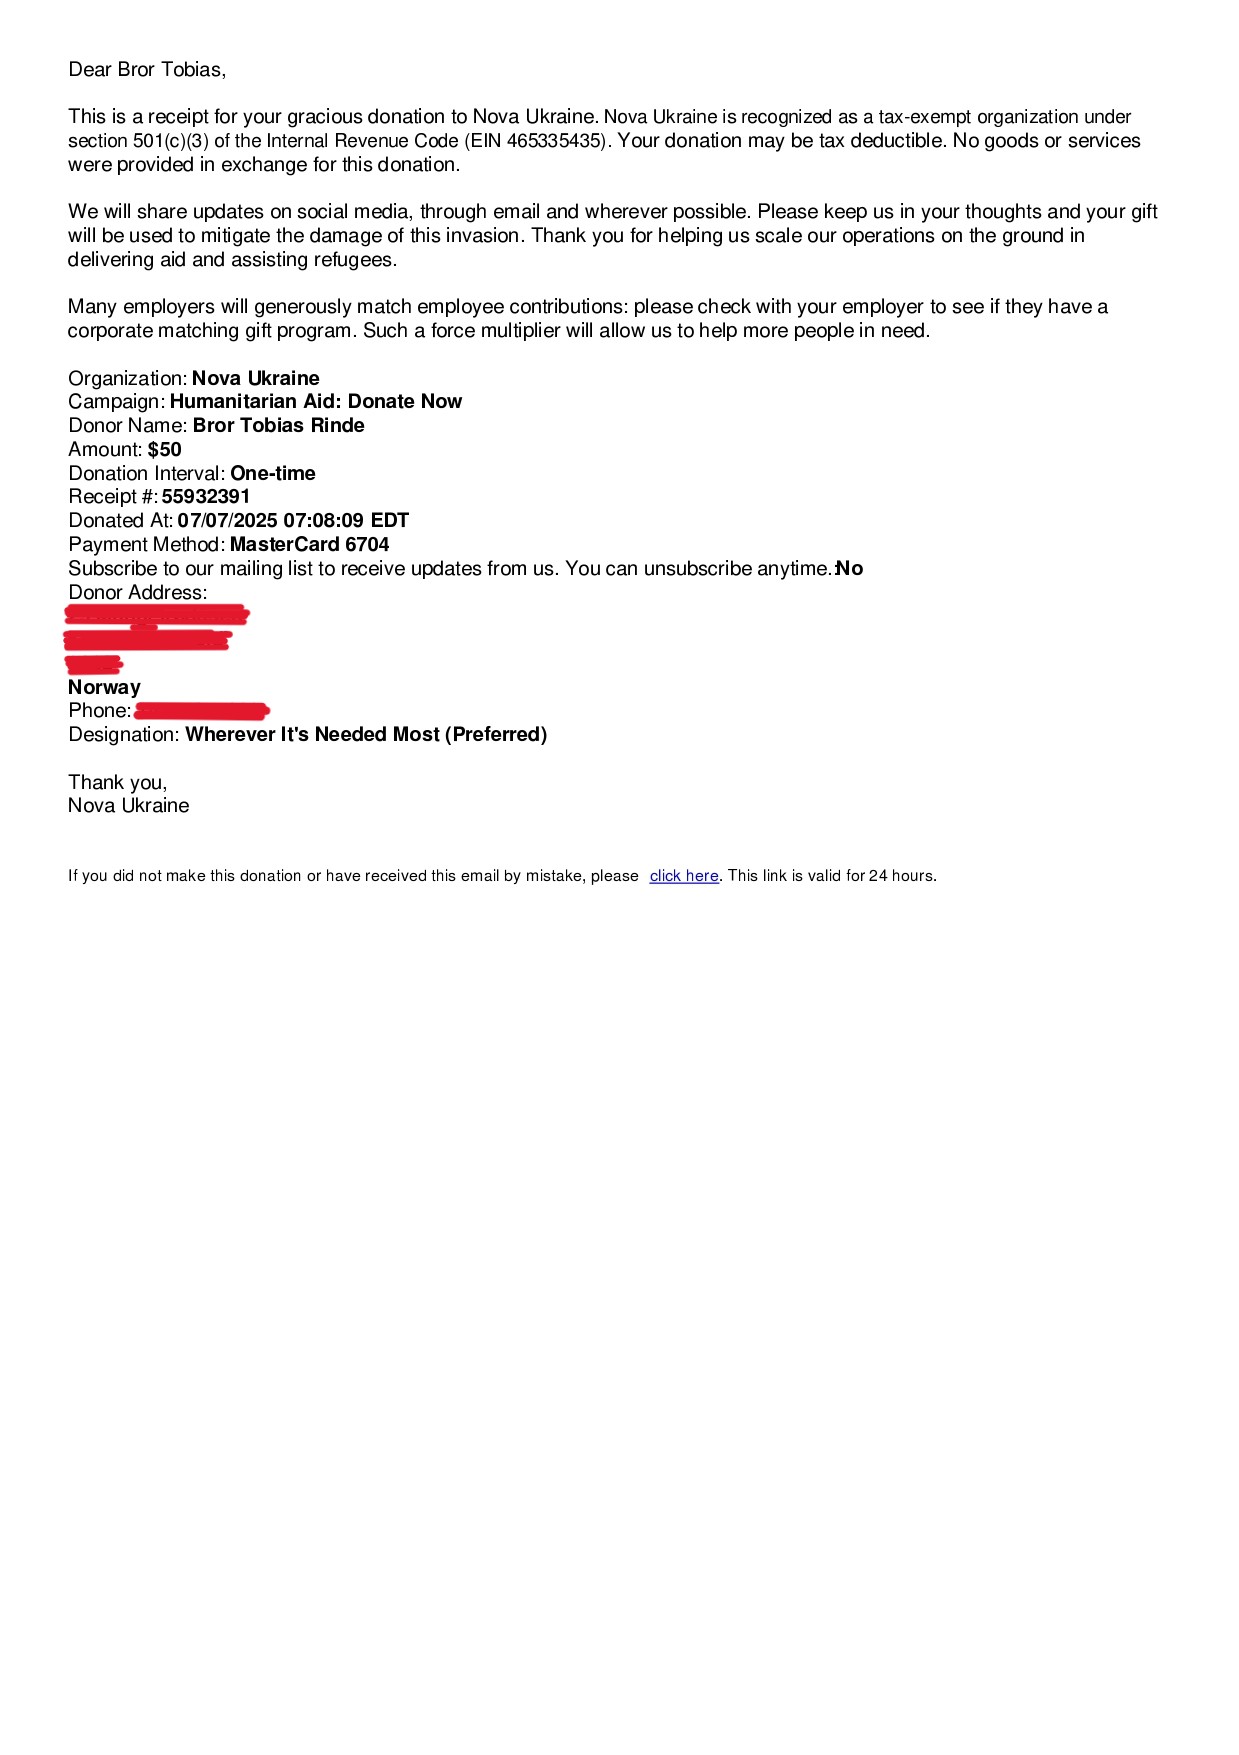 Dear Bror Tobias,
This is a receipt for your gracious donation to Nova Ukraine. Nova Ukraine is recognized as a tax-exempt organization under
section 501(c)(3) of the Internal Revenue Code (EIN 465335435). Your donation may be tax deductible. No goods or services
were provided in exchange for this donation.
We will share updates on social media, through email and wherever possible. Please keep us in your thoughts and your gift
will be used to mitigate the damage of this invasion. Thank you for helping us scale our operations on the ground in
delivering aid and assisting refugees.
Many employers will generously match employee contributions: please check with your employer to see if they have a
corporate matching gift program. Such a force multiplier will allow us to help more people in need.
Organization: Nova Ukraine
Campaign: Humanitarian Aid: Donate Now
Donor Name: Bror Tobias Rinde
Amount: $50
Donation Interval: One-time
Receipt #: 55932391
Donated At: 07/07/2025 07:08:09 EDT
Payment Method: MasterCard 6704
Subscribe to our mailing list to receive updates from us. You can unsubscribe anytime.:No
Donor Address:
Norway
Phone:
Designation: Wherever It's Needed Most (Preferred)
Thank you,
Nova Ukraine
If you did not make this donation or have received this email by mistake, please click here. This link is valid for 24 hours.